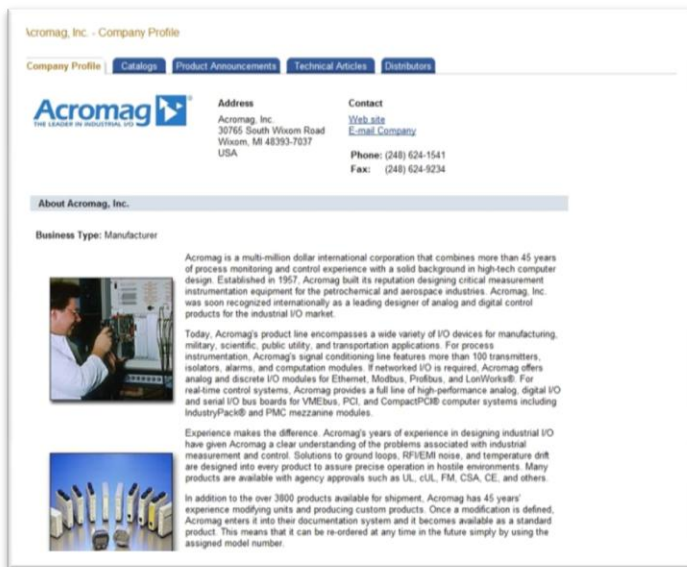 Acromag, Inc. - Company Profile
Company Profile
Catalogs
Product Announcements
Technical Articles
Distributors
Acromag
THE LEADER IN INDUSTRIAL I/O
Address
Acromag, Inc.
30765 South Wixom Road
Wixom, MI 48393-7037
USA
Contact
Web site
E-mail Company
Phone: (248) 624-1541
Fax: (248) 624-9234
About Acromag, Inc.
Business Type: Manufacturer
Acromag is a multi-million dollar international corporation that combines more than 45 years
of process monitoring and control experience with a solid background in high-tech computer
design. Established in 1957, Acromag built its reputation designing critical measurement
instrumentation equipment for the petrochemical and aerospace industries. Acromag, Inc.
was soon recognized internationally as a leading designer of analog and digital control
products for the industrial I/O market.
Today, Acromag's product line encompasses a wide variety of I/O devices for manufacturing,
military, scientific, public utility, and transportation applications. For process
instrumentation, Acromag's signal conditioning line features more than 100 transmitters,
isolators, alarms, and computation modules. If networked I/O is required, Acromag offers
analog and discrete I/O modules for Ethernet, Modbus, Profibus, and LonWorks®. For
real-time control systems, Acromag provides a full line of high-performance analog, digital I/O
and serial I/O bus boards for VMEbus, PCI, and CompactPCI® computer systems including
IndustryPack® and PMC mezzanine modules.
Experience makes the difference. Acromag's years of experience in designing industrial I/O
have given Acromag a clear understanding of the problems associated with industrial
measurement and control. Solutions to ground loops, RFI/EMI noise, and temperature drift
are designed into every product to assure precise operation in hostile environments. Many
products are available with agency approvals such as UL, cUL, FM, CSA, CE, and others.
In addition to the over 3800 products available for shipment, Acromag has 45 years'
experience modifying units and producing custom products. Once a modification is defined,
Acromag enters it into their documentation system and it becomes available as a standard
product. This means that it can be re-ordered at any time in the future simply by using the
assigned model number.